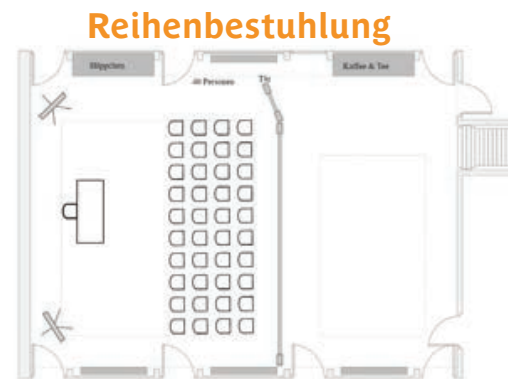 Reihenbestuhlung
Häppchen
Kaffee & Tee
40 Personen
Tür